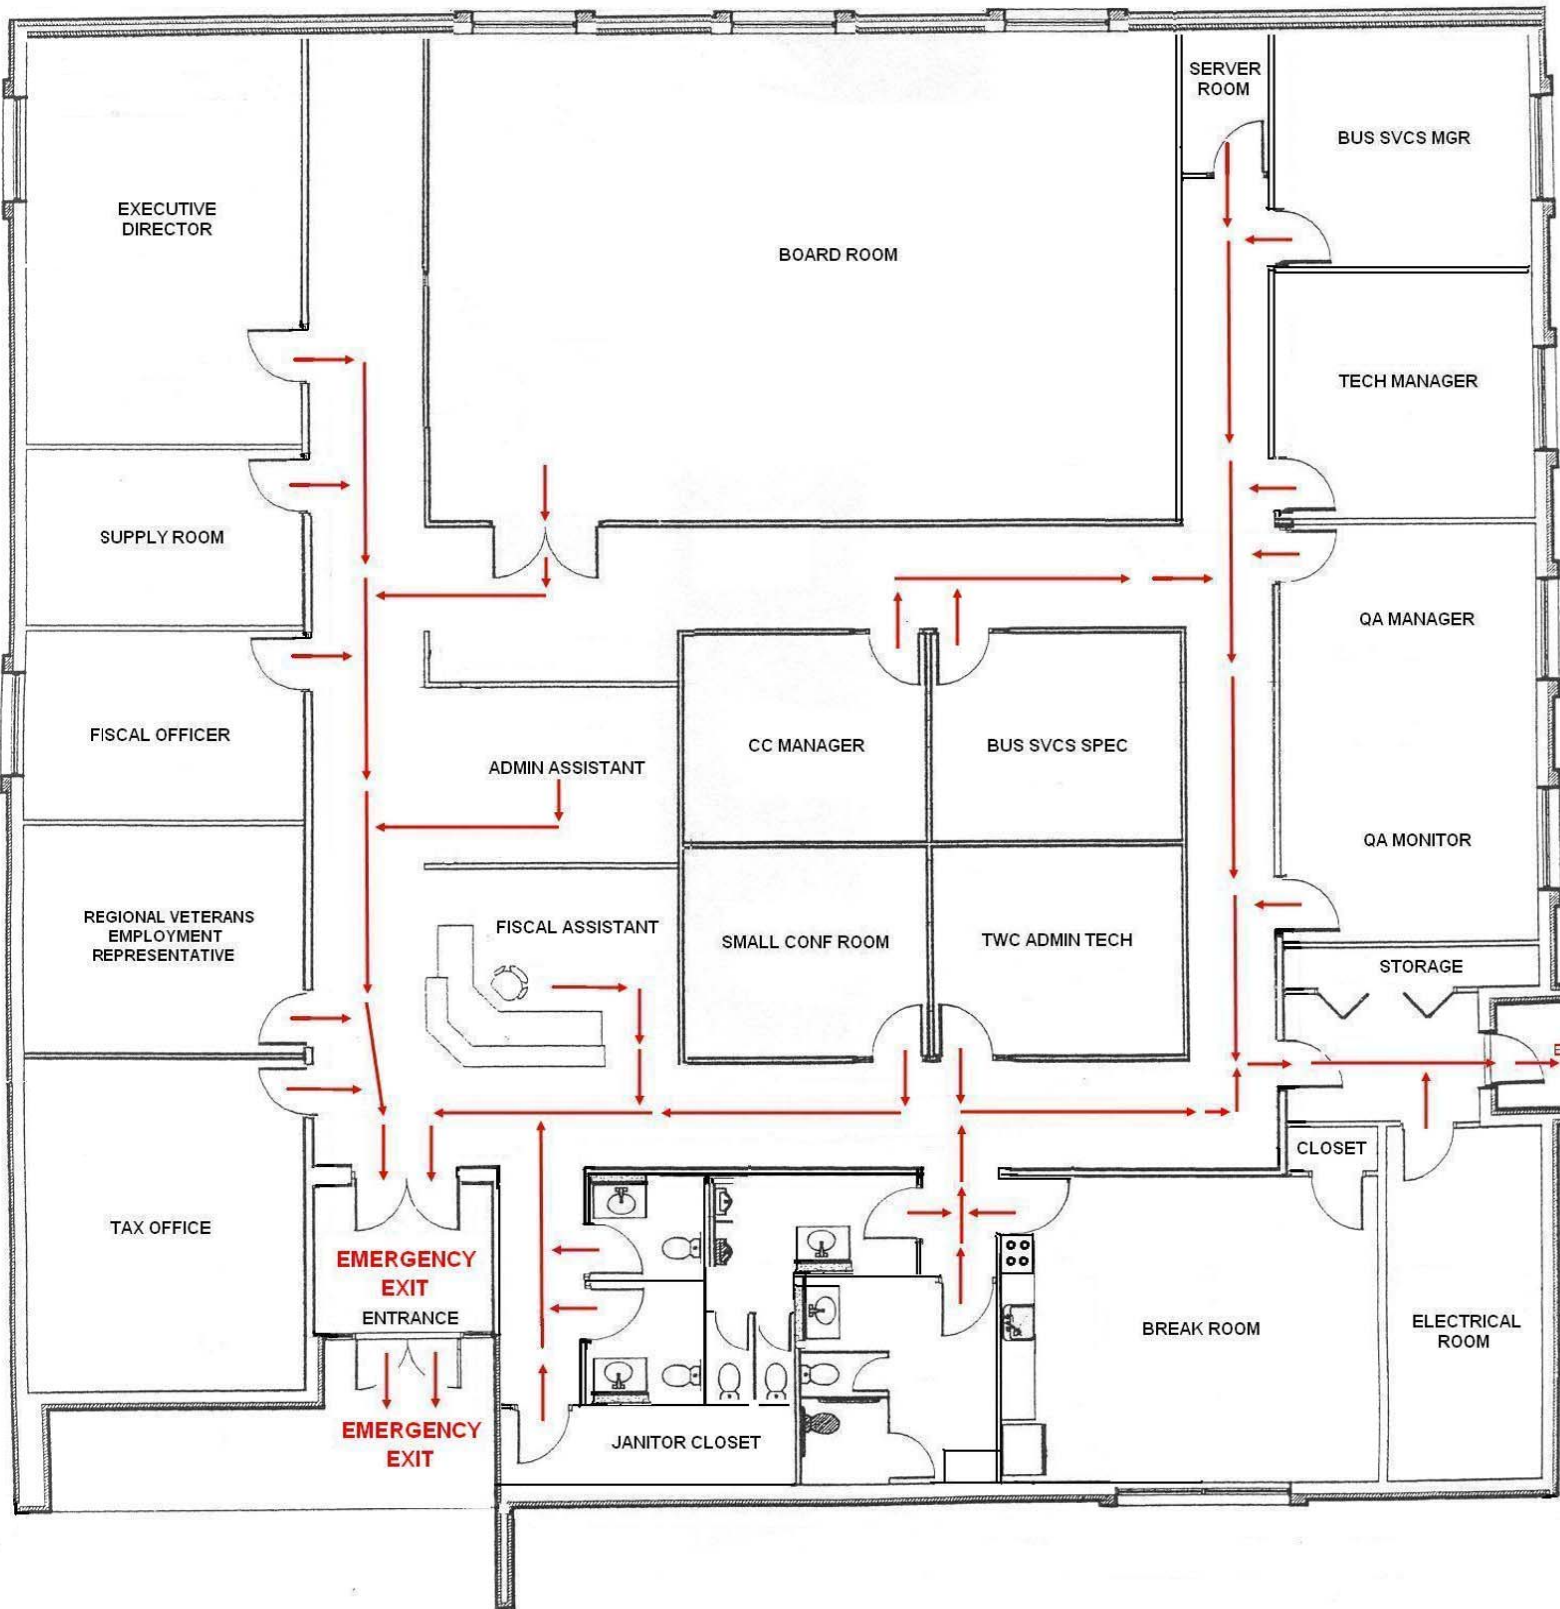 SERVER
ROOM
BUS SVCS MGR
EXECUTIVE
DIRECTOR
BOARD ROOM
TECH MANAGER
SUPPLY ROOM
QA MANAGER
FISCAL OFFICER
CC MANAGER
BUS SVCS SPEC
ADMIN ASSISTANT
QA MONITOR
REGIONAL VETERANS
EMPLOYMENT
REPRESENTATIVE
FISCAL ASSISTANT
SMALL CONF ROOM
TWC ADMIN TECH
STORAGE
E
CLOSET
TAX OFFICE
EMERGENCY
EXIT
ENTRANCE
BREAK ROOM
ELECTRICAL
ROOM
EMERGENCY
EXIT
JANITOR CLOSET